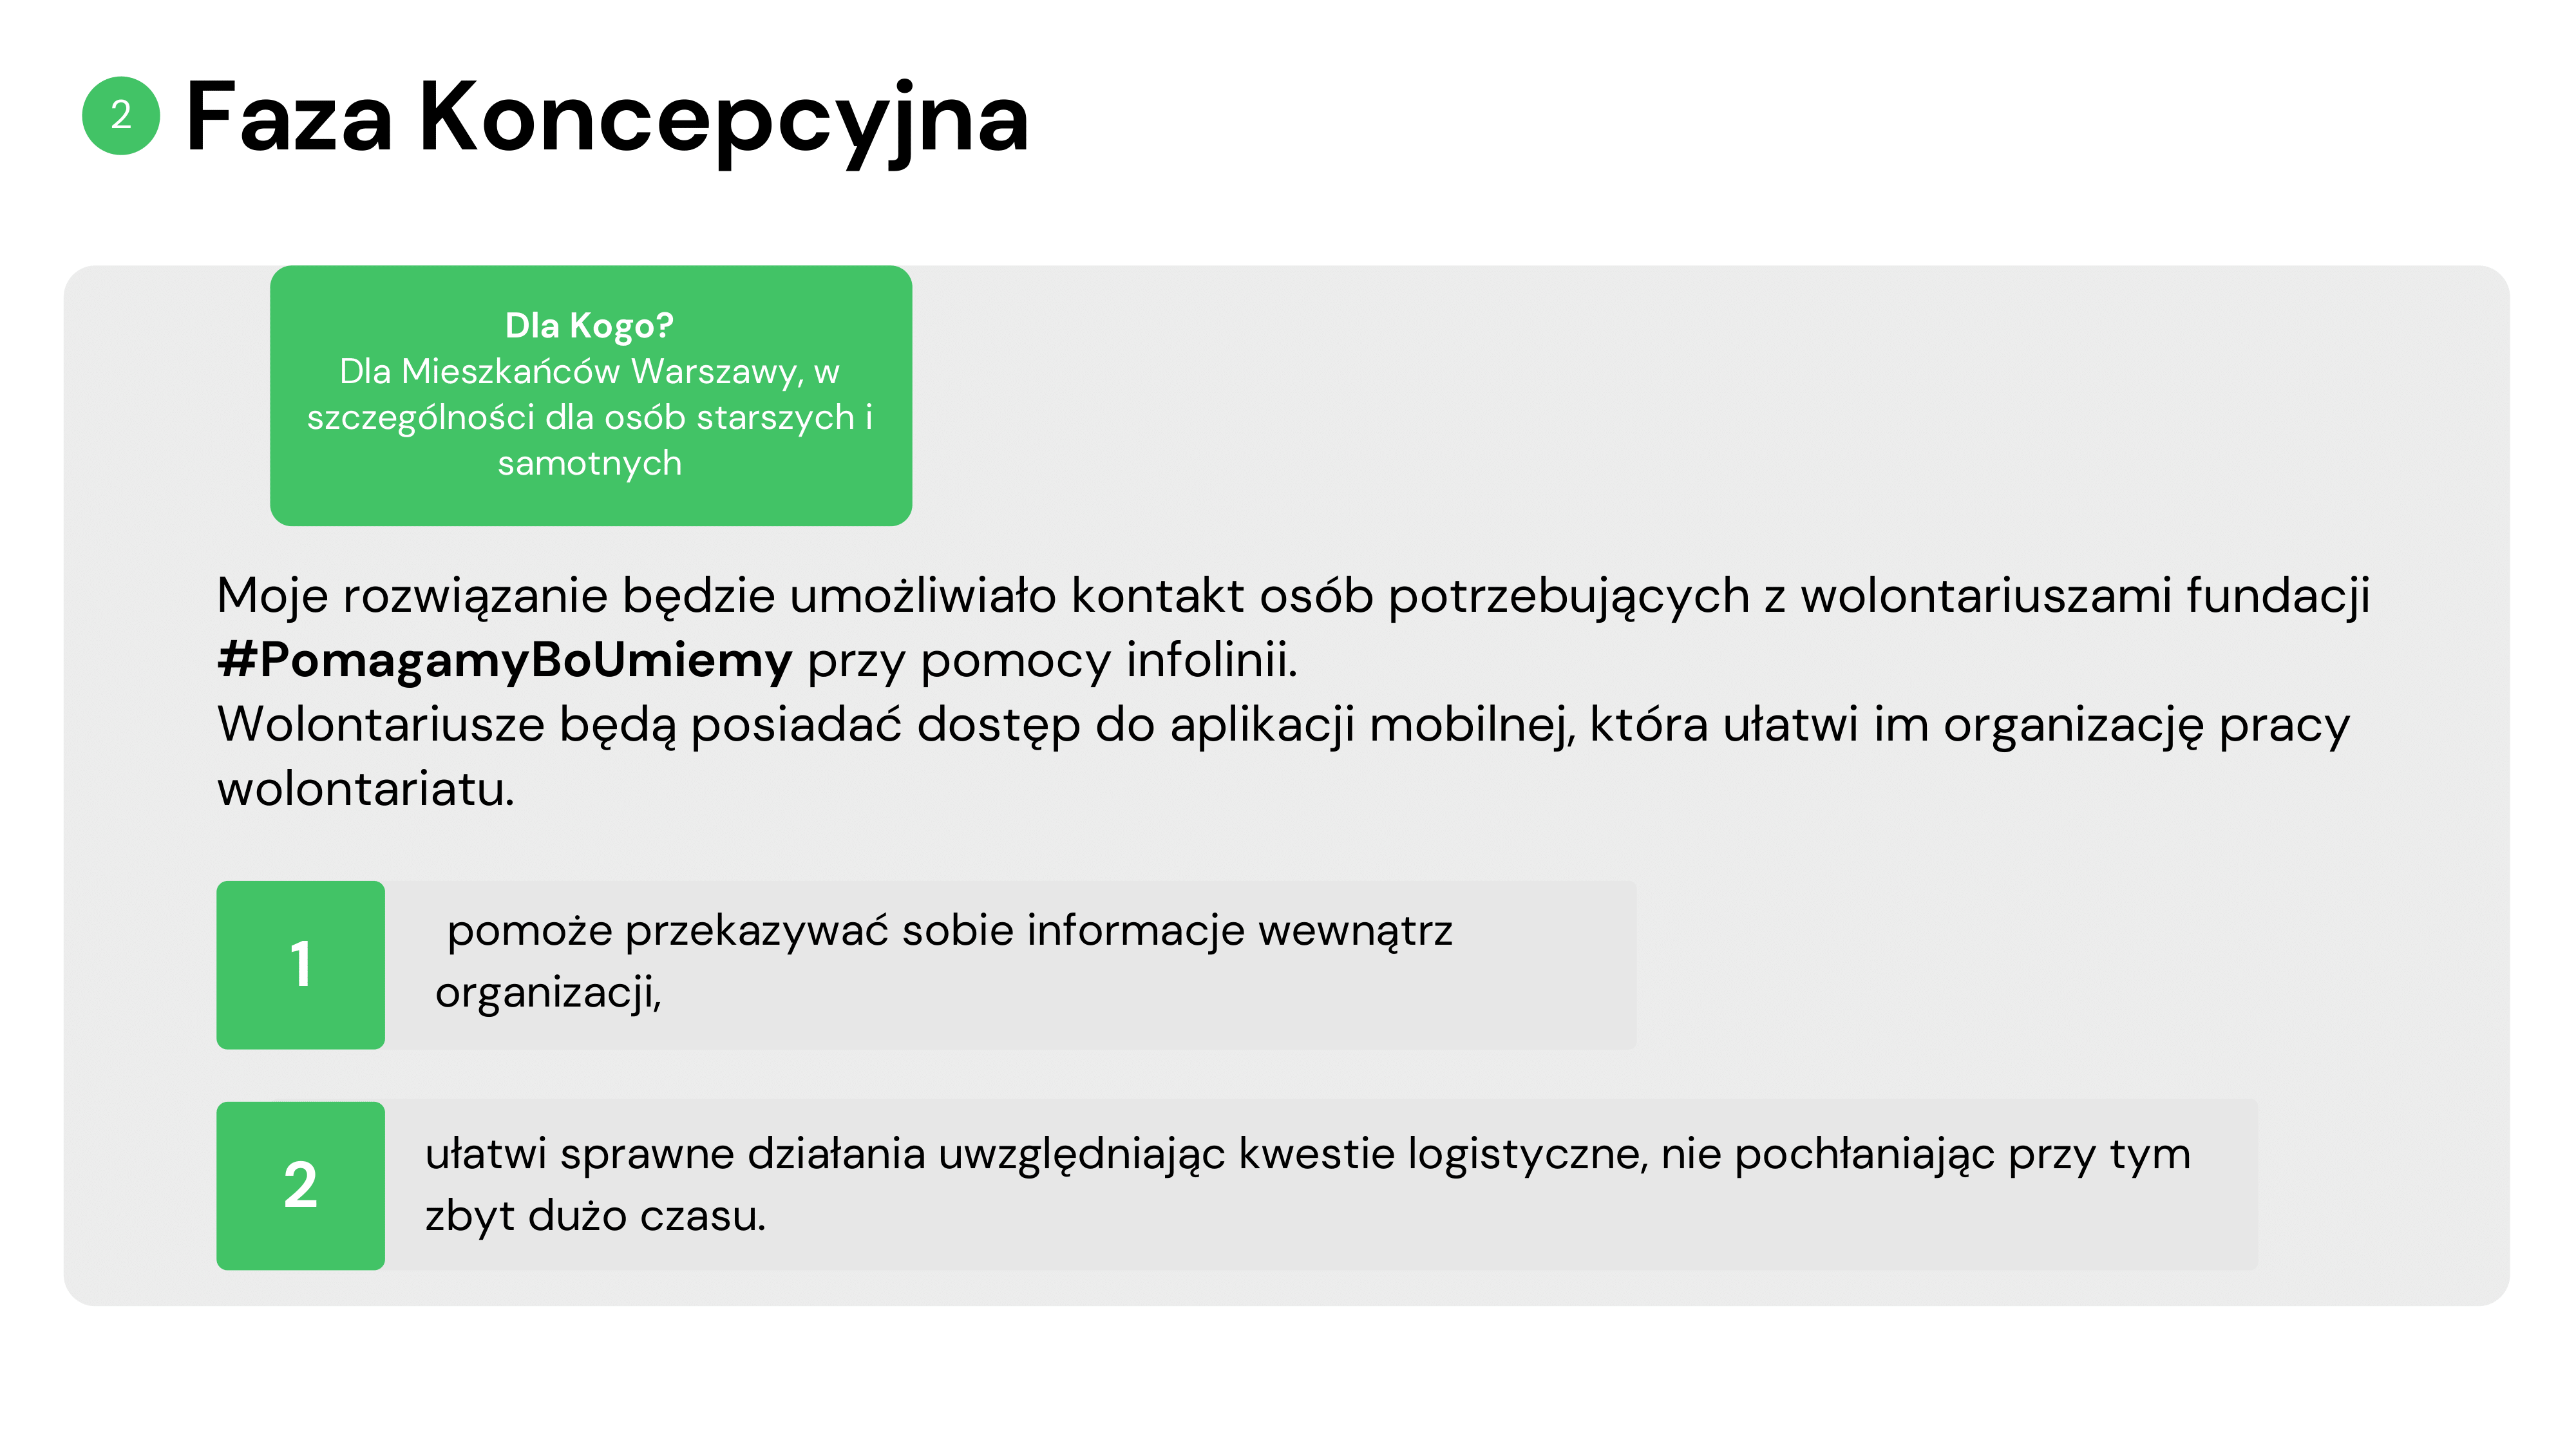 2 Faza Koncepcyjna
Dla Kogo?
Dla Mieszkańców Warszawy, w
szczególności dla osób starszych i
samotnych
Moje rozwiązanie będzie umożliwiało kontakt osób potrzebujących z wolontariuszami fundacji
#PomagamyBoUmiemy przy pomocy infolinii.
Wolontariusze będą posiadać dostęp do aplikacji mobilnej, która ułatwi im organizację pracy
wolontariatu.
1
pomoże przekazywać sobie informacje wewnątrz
organizacji,
2
ułatwi sprawne działania uwzględniając kwestie logistyczne, nie pochłaniając przy tym
zbyt dużo czasu.